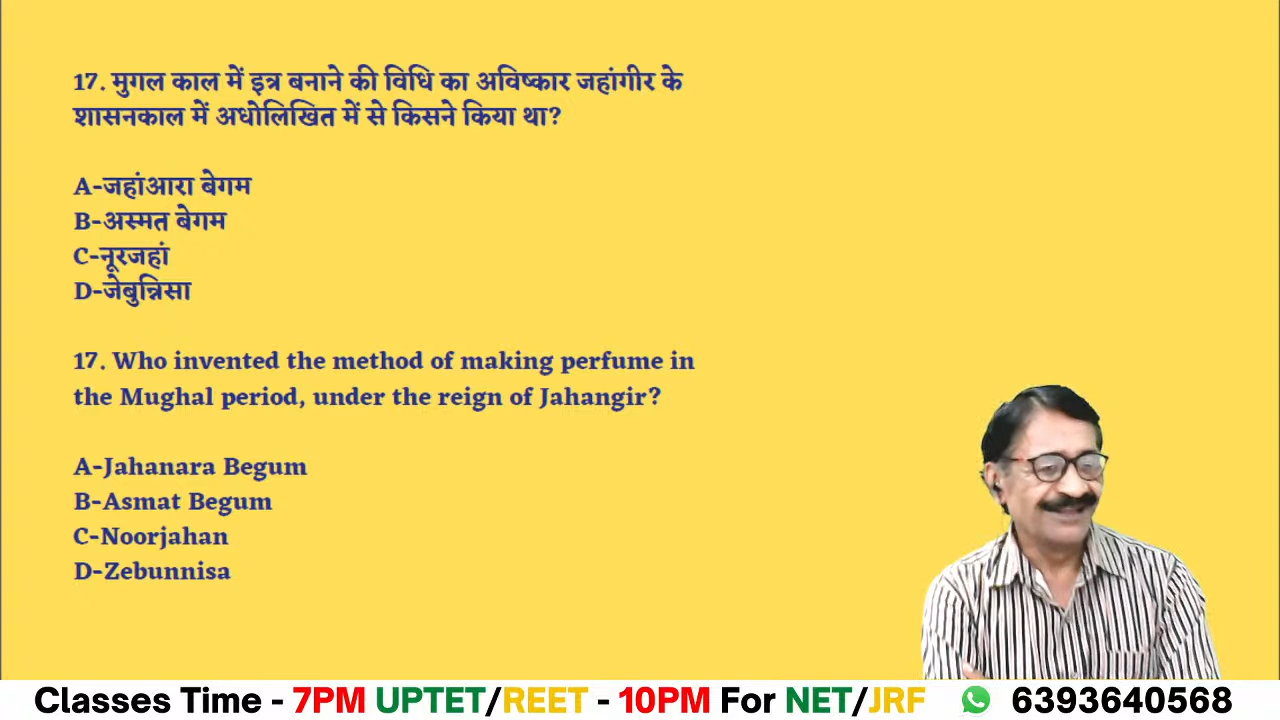 17. मुगल काल में इत्र बनाने की विधि का अविष्कार जहांगीर के
शासनकाल में अधोलिखित में से किसने किया था?
A-जहांआरा बेगम
B-अस्मत बेगम
C-नूरजहां
D-जेबुन्निसा
17. Who invented the method of making perfume in
the Mughal period, under the reign of Jahangir?
A-Jahanara Begum
B-Asmat Begum
C-Noorjahan
D-Zebunnisa
Classes Time - 7PM UPTET/REET - 10PM For NET/JRF 6393640568